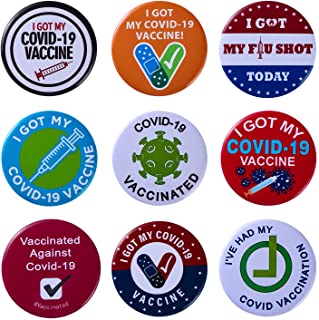 I GOT MY
COVID-19
VACCINE
I GOT MY
COVID-19
VACCINE!
I GOT
MY FLU SHOT
TODAY
I GOT MY
COVID-19 VACCINE
COVID-19
VACCINATED
I GOT MY
COVID-19
VACCINE
Vaccinated
Against
Covid-19
#Vaccinated
I GOT MY COVID-19
VACCINE
I'VE HAD MY
COVID VACCINATION